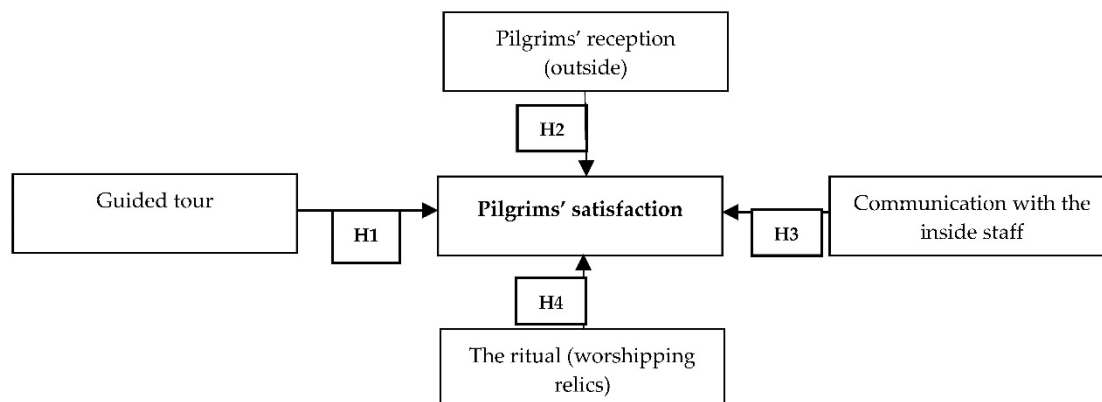 Pilgrims’ reception
(outside)
H2
Guided tour
H1
Pilgrims’ satisfaction
H3
Communication with the
inside staff
H4
The ritual (worshipping
relics)